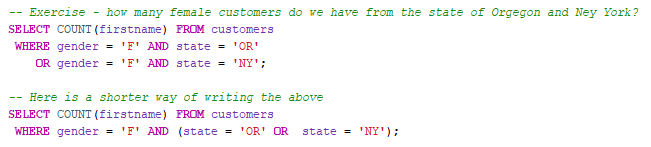 -- Exercise - how many female customers do we have from the state of Orgegon and Ney York?
SELECT COUNT(firstname) FROM customers
WHERE gender = 'F' AND state = 'OR'
OR gender = 'F' AND state = 'NY';
-- Here is a shorter way of writing the above
SELECT COUNT(firstname) FROM customers
WHERE gender = 'F' AND (state = 'OR' OR state = 'NY');